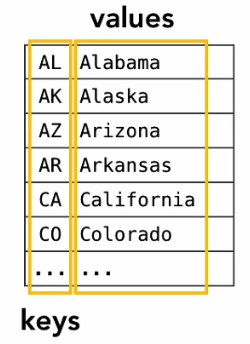 values
AL Alabama
AK Alaska
AZ Arizona
AR Arkansas
CA California
CO Colorado
... ...
keys